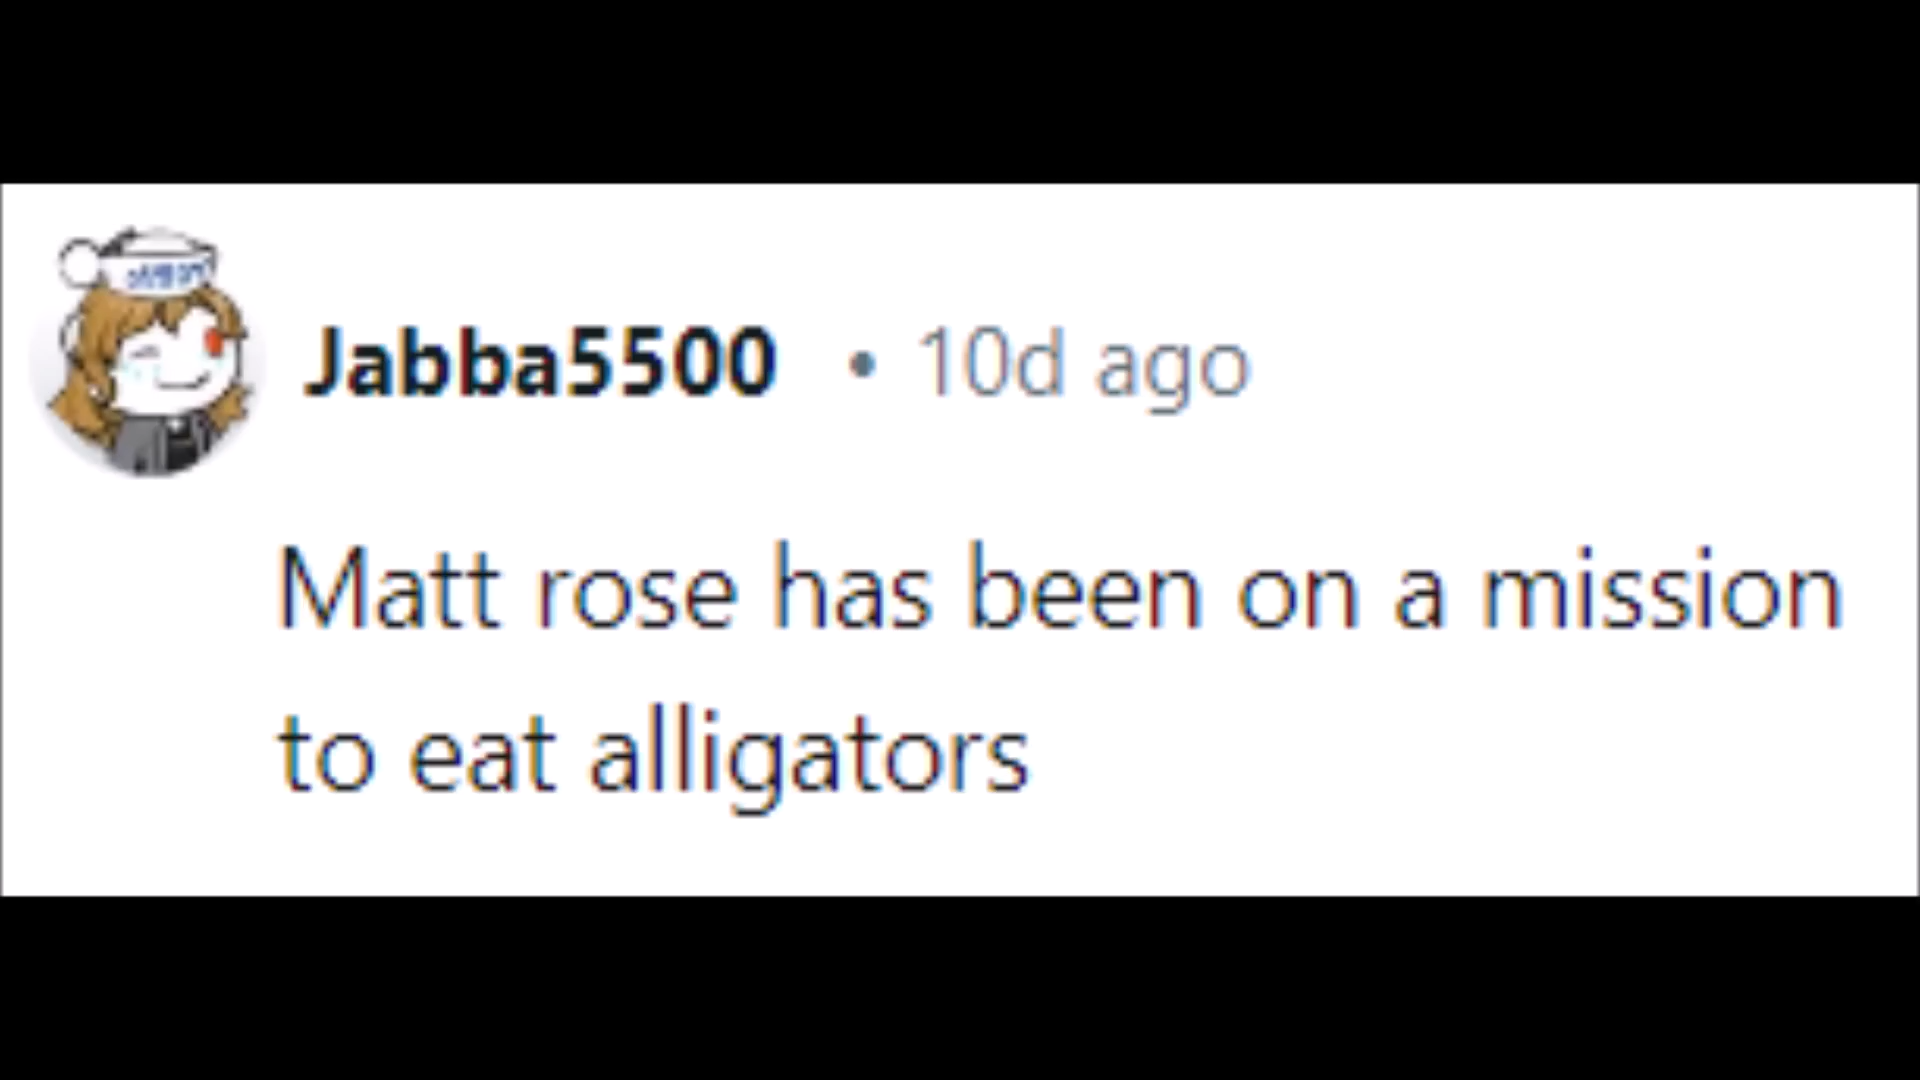 Jabba5500 • 10d ago
Matt rose has been on a mission
to eat alligators